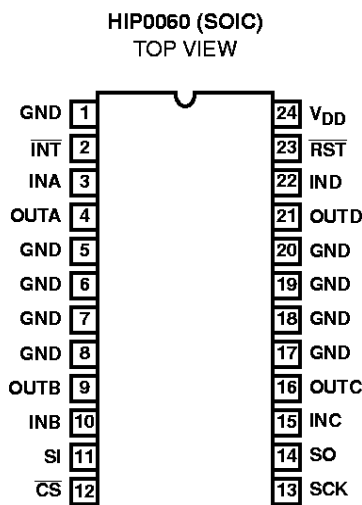 HIP0060 (SOIC)
TOP VIEW
GND 1 24 VDD
INT 2 23 RST
INA 3 22 IND
OUTA 4 21 OUTD
GND 5 20 GND
GND 6 19 GND
GND 7 18 GND
GND 8 17 GND
OUTB 9 16 OUTC
INB 10 15 INC
SI 11 14 SO
CS 12 13 SCK